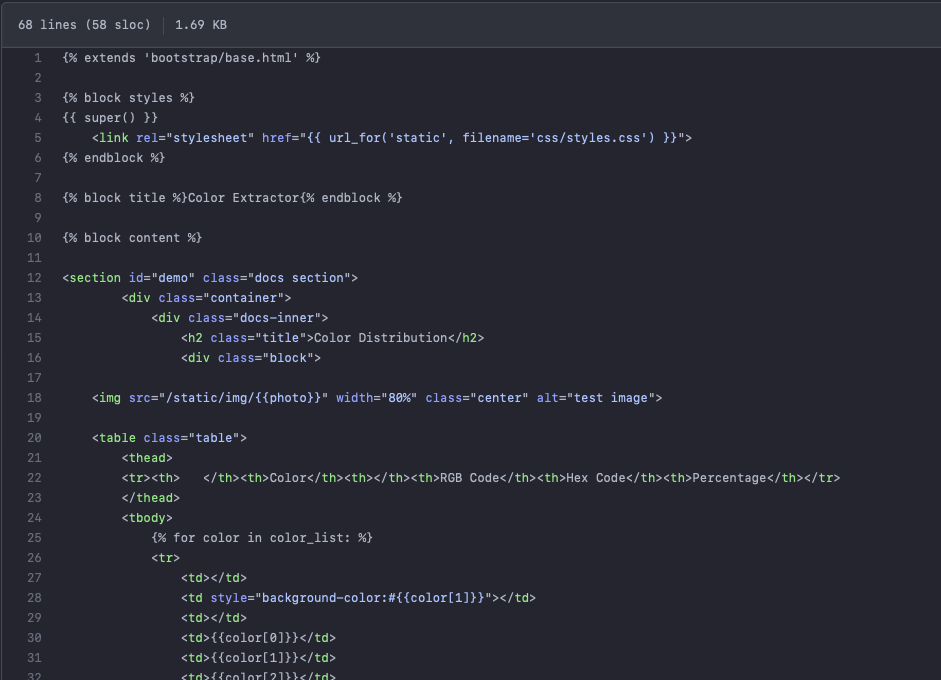 68 lines (58 sloc) 1.69 KB
1 {% extends 'bootstrap/base.html' %}
2
3 {% block styles %}
4 {{ super() }}
5 <link rel="stylesheet" href="{{ url_for('static', filename='css/styles.css') }}">
6 {% endblock %}
7
8 {% block title %}Color Extractor{% endblock %}
9
10 {% block content %}
11
12 <section id="demo" class="docs section">
13 <div class="container">
14 <div class="docs-inner">
15 <h2 class="title">Color Distribution</h2>
16 <div class="block">
17
18 <img src="/static/img/{{photo}}" width="80%" class="center" alt="test image">
19
20 <table class="table">
21 <thead>
22 <tr><th>   </th><th>Color</th><th></th><th>RGB Code</th><th>Hex Code</th><th>Percentage</th></tr>
23 </thead>
24 <tbody>
25 {% for color in color_list: %}
26 <tr>
27 <td></td>
28 <td style="background-color:#{{color[1]}}"></td>
29 <td></td>
30 <td>{{color[0]}}</td>
31 <td>{{color[1]}}</td>
32 <td>{{color[2]}}</td>